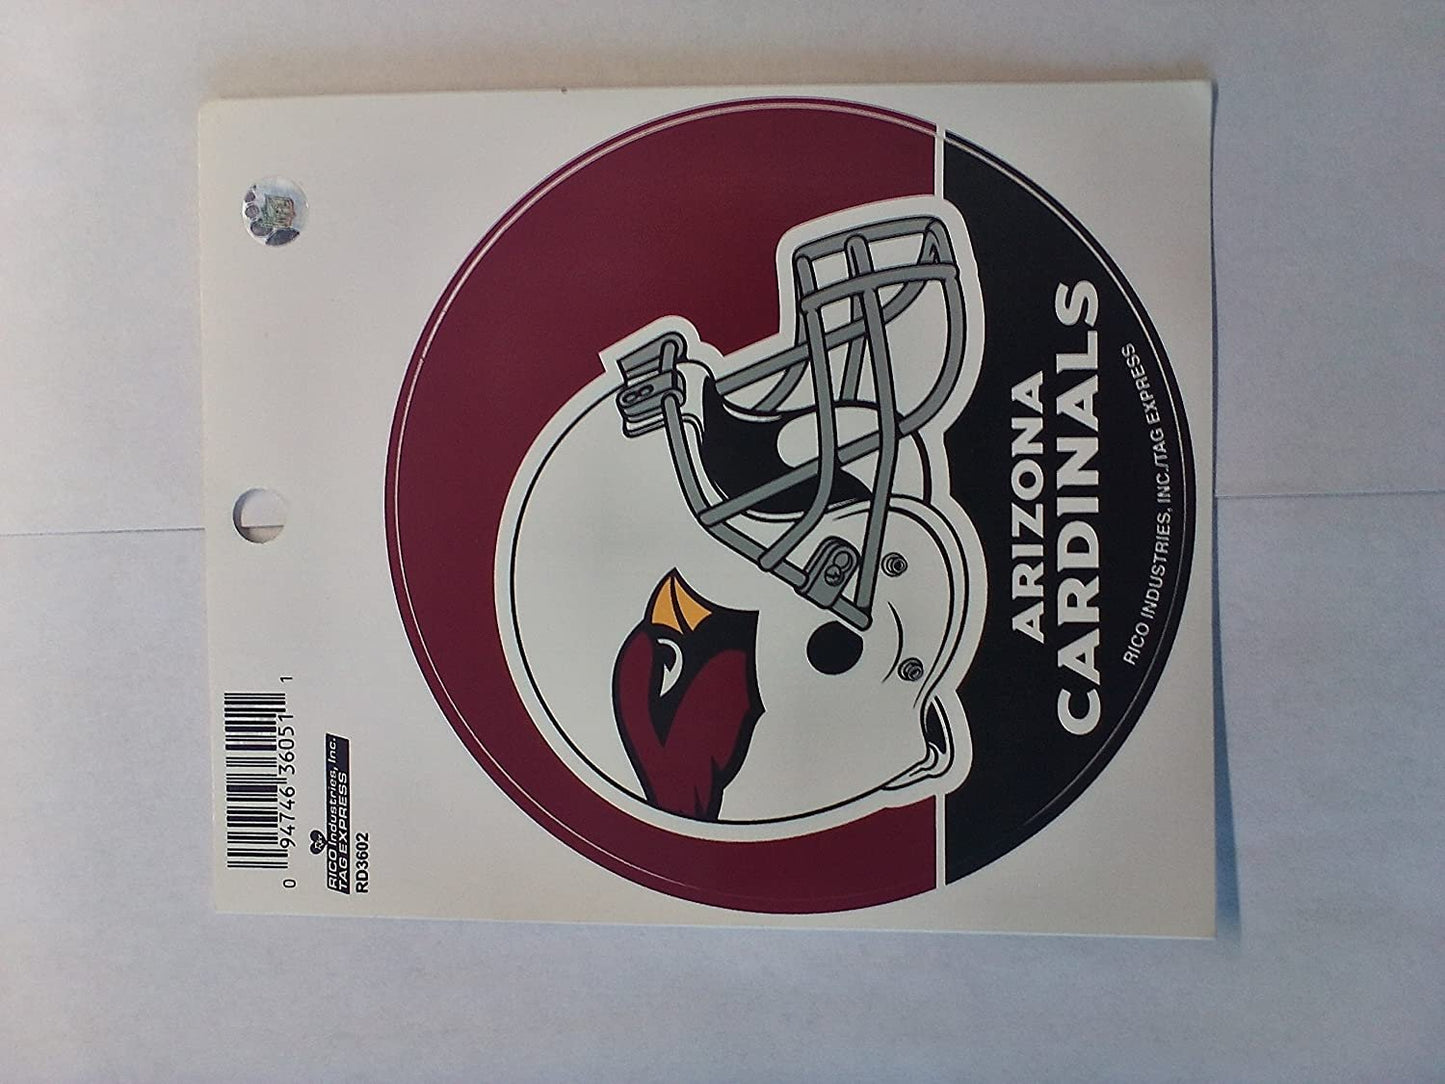 0 94746 36051 1
RICO Industries, Inc.
TAG EXPRESS
RD3602
ARIZONA
CARDINALS
RICO INDUSTRIES, INC./TAG EXPRESS